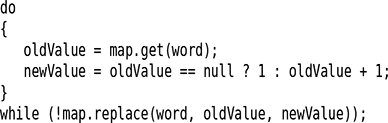 do
{
   oldValue = map.get(word);
   newValue = oldValue == null ? 1 : oldValue + 1;
}
while (!map.replace(word, oldValue, newValue));